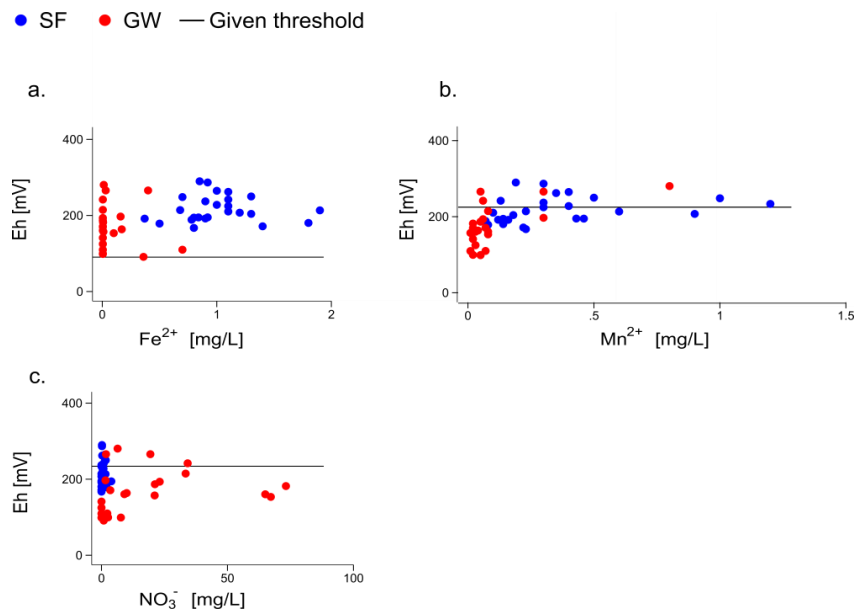 SF GW Given threshold
a.
400
200
0
Eh [mV]
0 1 2
Fe²⁺ [mg/L]
b.
400
200
0
Eh [mV]
0 .5 1 1.5
Mn²⁺ [mg/L]
c.
400
200
0
Eh [mV]
0 50 100
NO₃⁻ [mg/L]